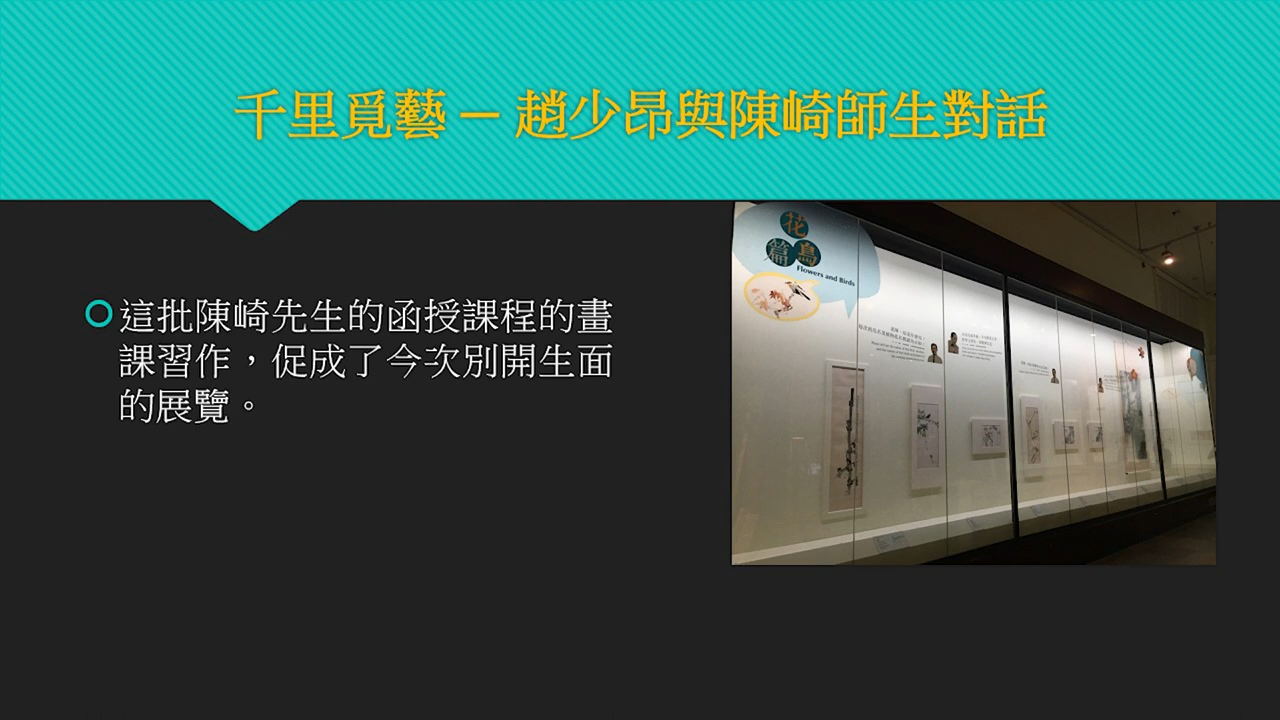 千里覓藝 – 趙少昂與陳崎師生對話
這批陳崎先生的函授課程的畫
課習作，促成了今次別開生面
的展覽。
花
鳥
篇
Flowers and Birds